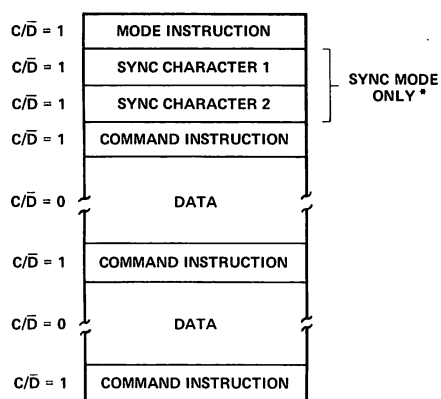 C/D̅ = 1 MODE INSTRUCTION
C/D̅ = 1 SYNC CHARACTER 1
C/D̅ = 1 SYNC CHARACTER 2
SYNC MODE
ONLY *
C/D̅ = 1 COMMAND INSTRUCTION
C/D̅ = 0 DATA
C/D̅ = 1 COMMAND INSTRUCTION
C/D̅ = 0 DATA
C/D̅ = 1 COMMAND INSTRUCTION